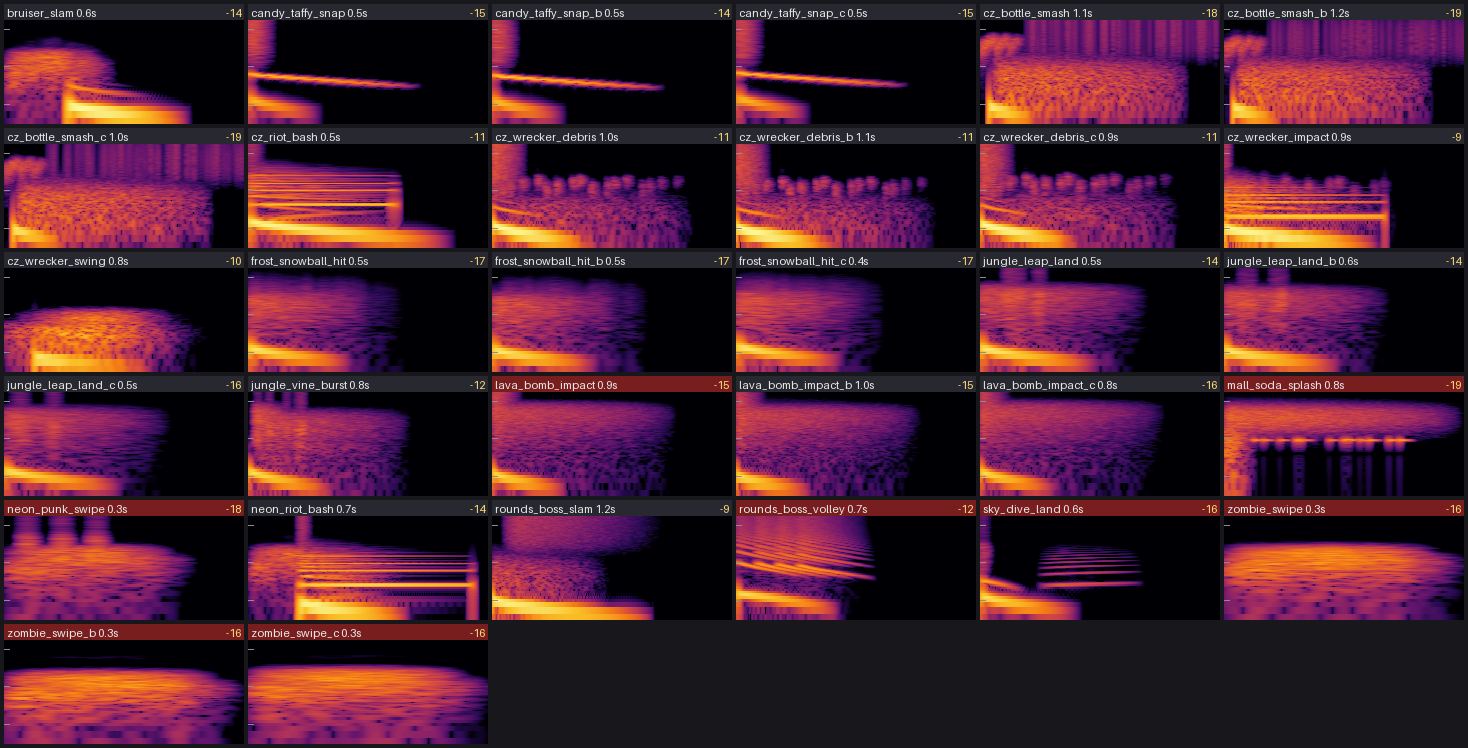 bruiser_slam 0.6s -14 candy_taffy_snap 0.5s -15 candy_taffy_snap_b 0.5s -14 candy_taffy_snap_c 0.5s -15 cz_bottle_smash 1.1s -18 cz_bottle_smash_b 1.2s -19
cz_bottle_smash_c 1.0s -19 cz_riot_bash 0.5s -11 cz_wrecker_debris 1.0s -11 cz_wrecker_debris_b 1.1s -11 cz_wrecker_debris_c 0.9s -11 cz_wrecker_impact 0.9s -9
cz_wrecker_swing 0.8s -10 frost_snowball_hit 0.5s -17 frost_snowball_hit_b 0.5s -17 frost_snowball_hit_c 0.4s -17 jungle_leap_land 0.5s -14 jungle_leap_land_b 0.6s -14
jungle_leap_land_c 0.5s -16 jungle_vine_burst 0.8s -12 lava_bomb_impact 0.9s -15 lava_bomb_impact_b 1.0s -15 lava_bomb_impact_c 0.8s -16 mall_soda_splash 0.8s -19
neon_punk_swipe 0.3s -18 neon_riot_bash 0.7s -14 rounds_boss_slam 1.2s -9 rounds_boss_volley 0.7s -12 sky_dive_land 0.6s -16 zombie_swipe 0.3s -16
zombie_swipe_b 0.3s -16 zombie_swipe_c 0.3s -16